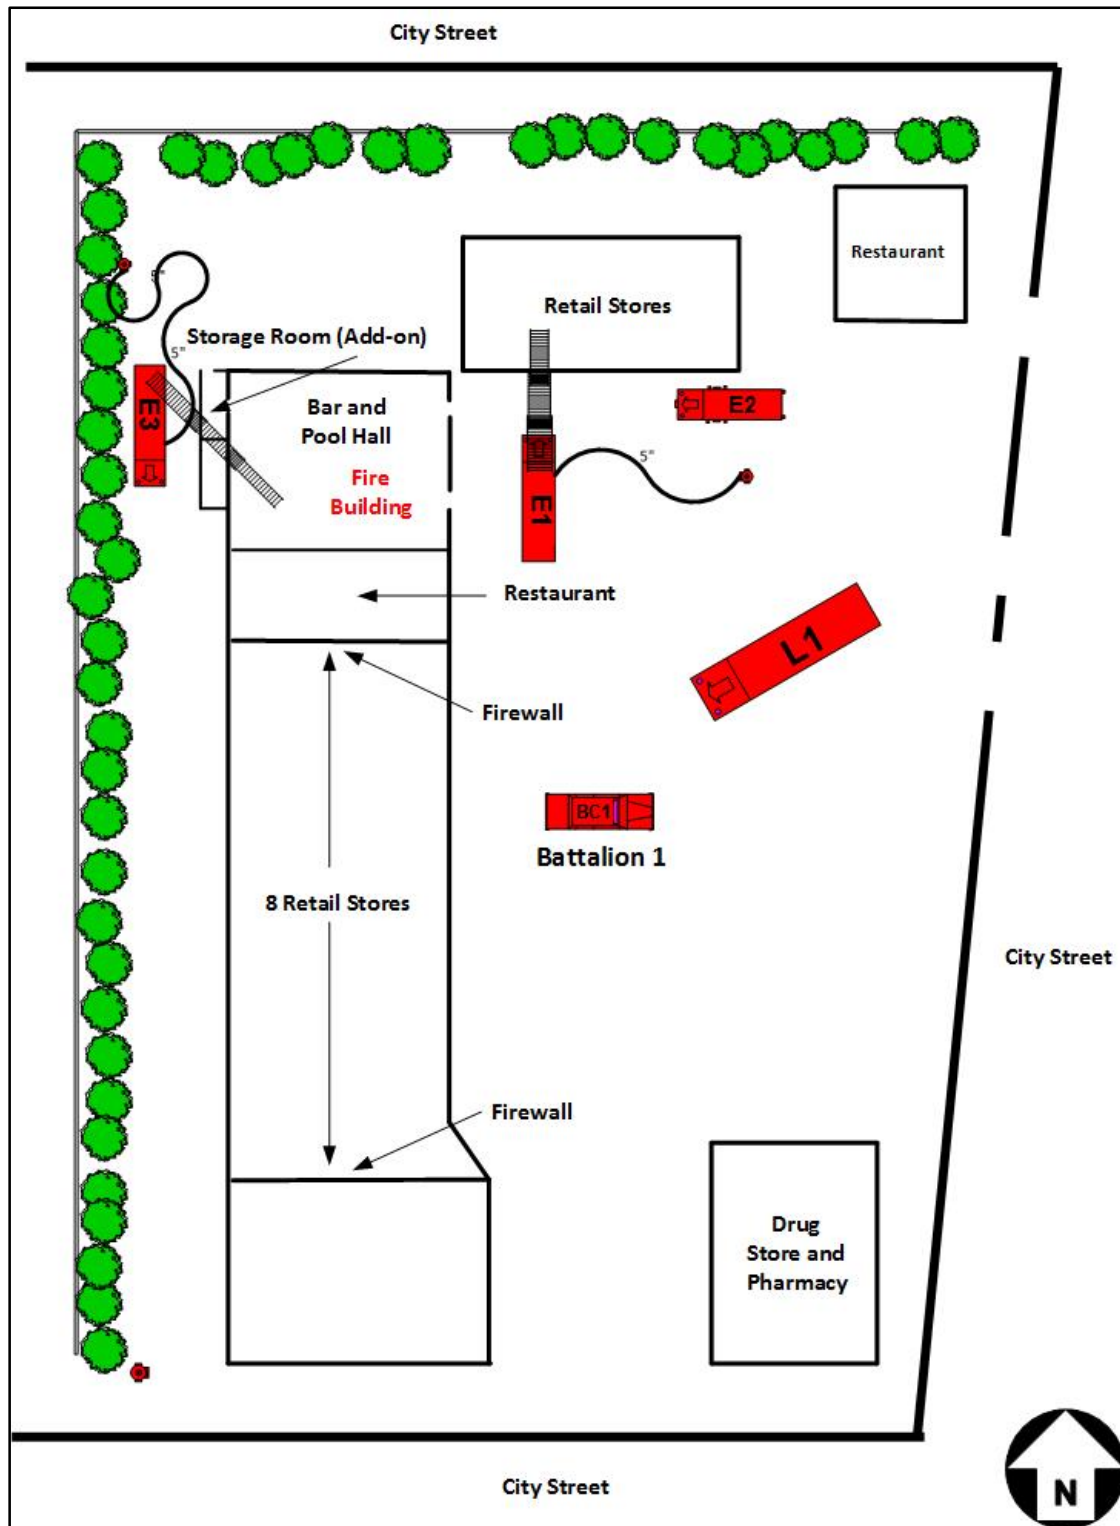 City Street
Restaurant
Retail Stores
5"
Storage Room (Add-on)
5"
E3
Bar and
Pool Hall
Fire
Building
E2
5"
E1
Restaurant
L1
Firewall
BC1
Battalion 1
8 Retail Stores
City Street
Firewall
Drug
Store and
Pharmacy
City Street
N